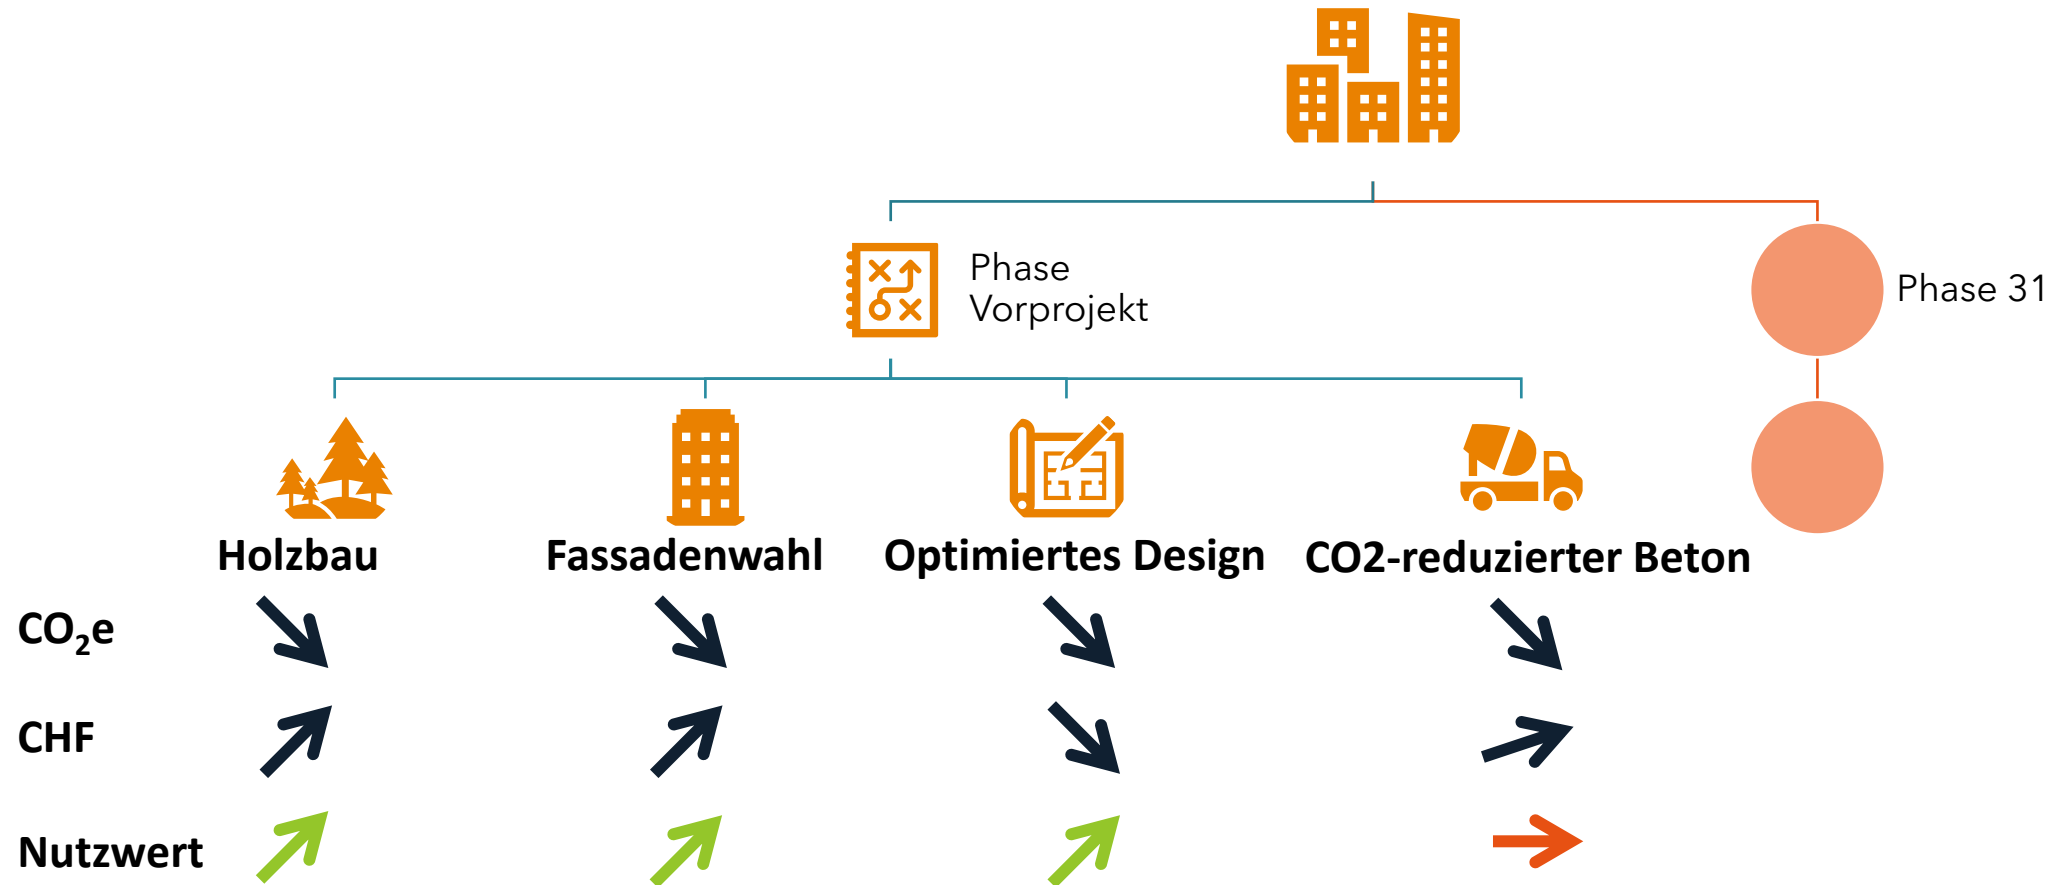 Phase
Vorprojekt
Phase 31
Holzbau
Fassadenwahl
Optimiertes Design
CO2-reduzierter Beton
CO₂e
CHF
Nutzwert